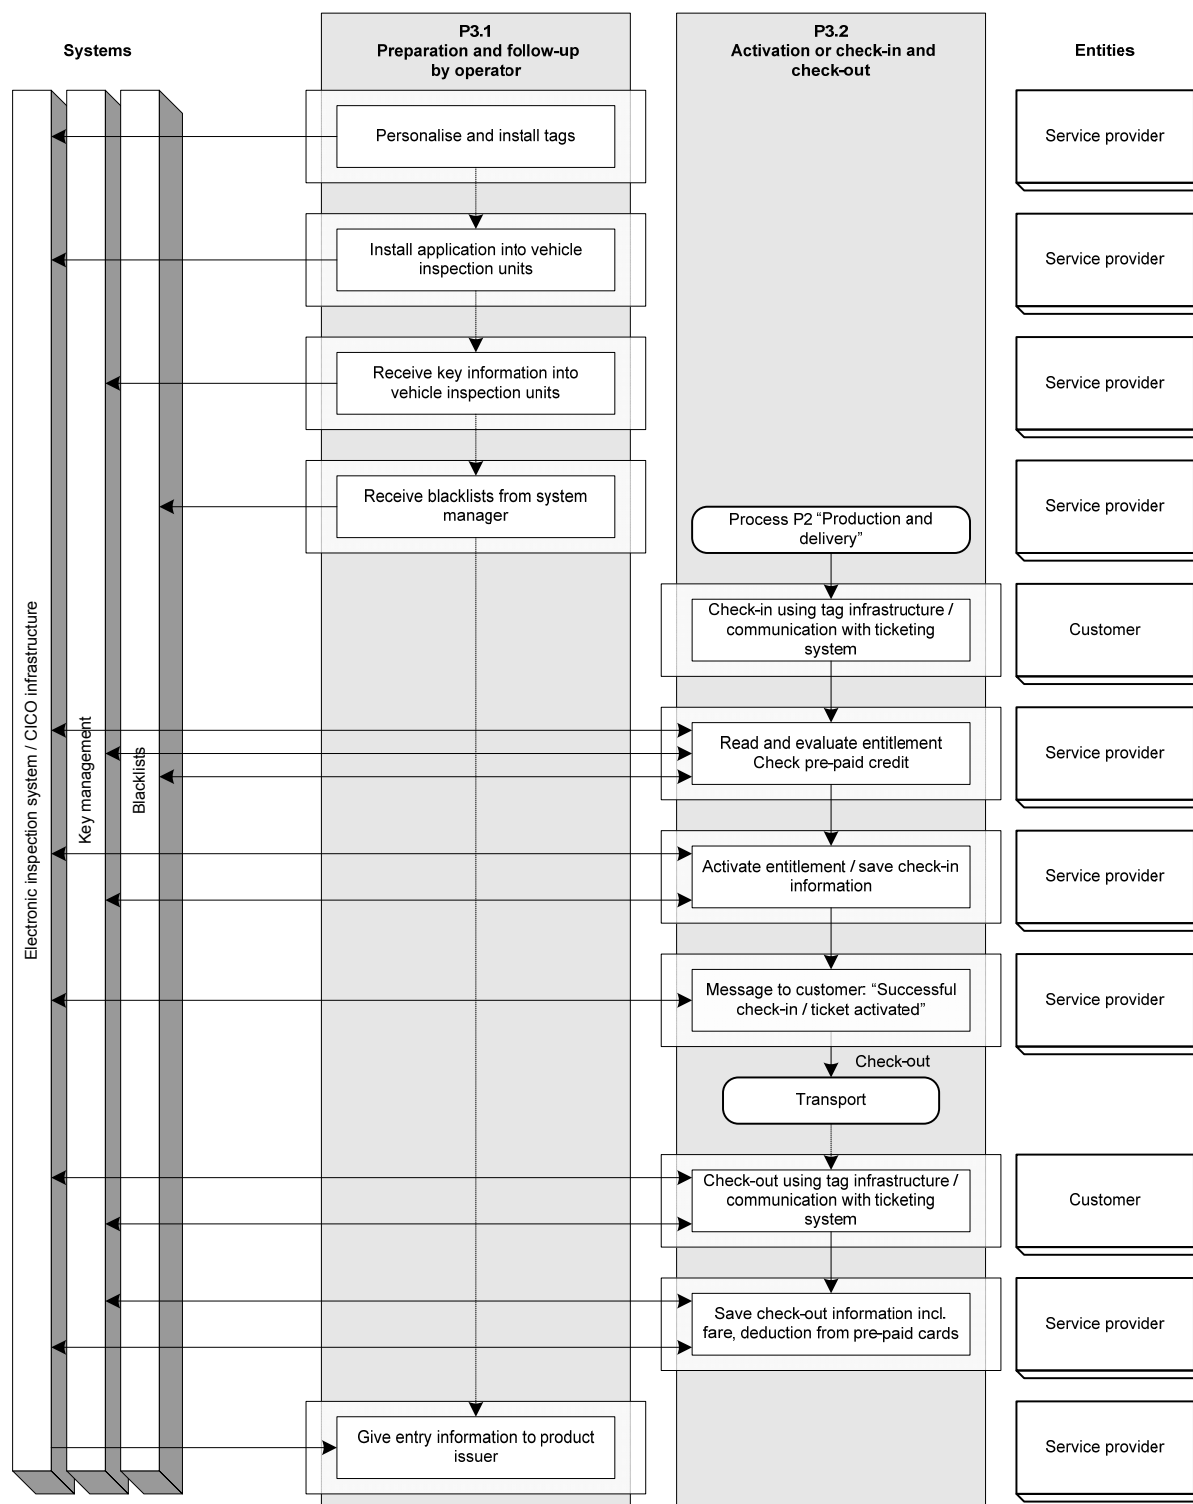 Systems
P3.1
Preparation and follow-up
by operator
P3.2
Activation or check-in and
check-out
Entities
Personalise and install tags
Service provider
Install application into vehicle
inspection units
Service provider
Receive key information into
vehicle inspection units
Service provider
Receive blacklists from system
manager
Service provider
Process P2 “Production and
delivery”
Check-in using tag infrastructure /
communication with ticketing
system
Customer
Electronic inspection system / CICO infrastructure
Key management
Blacklists
Read and evaluate entitlement
Check pre-paid credit
Service provider
Activate entitlement / save check-in
information
Service provider
Message to customer: “Successful
check-in / ticket activated”
Service provider
Check-out
Transport
Check-out using tag infrastructure /
communication with ticketing
system
Customer
Save check-out information incl.
fare, deduction from pre-paid cards
Service provider
Give entry information to product
issuer
Service provider